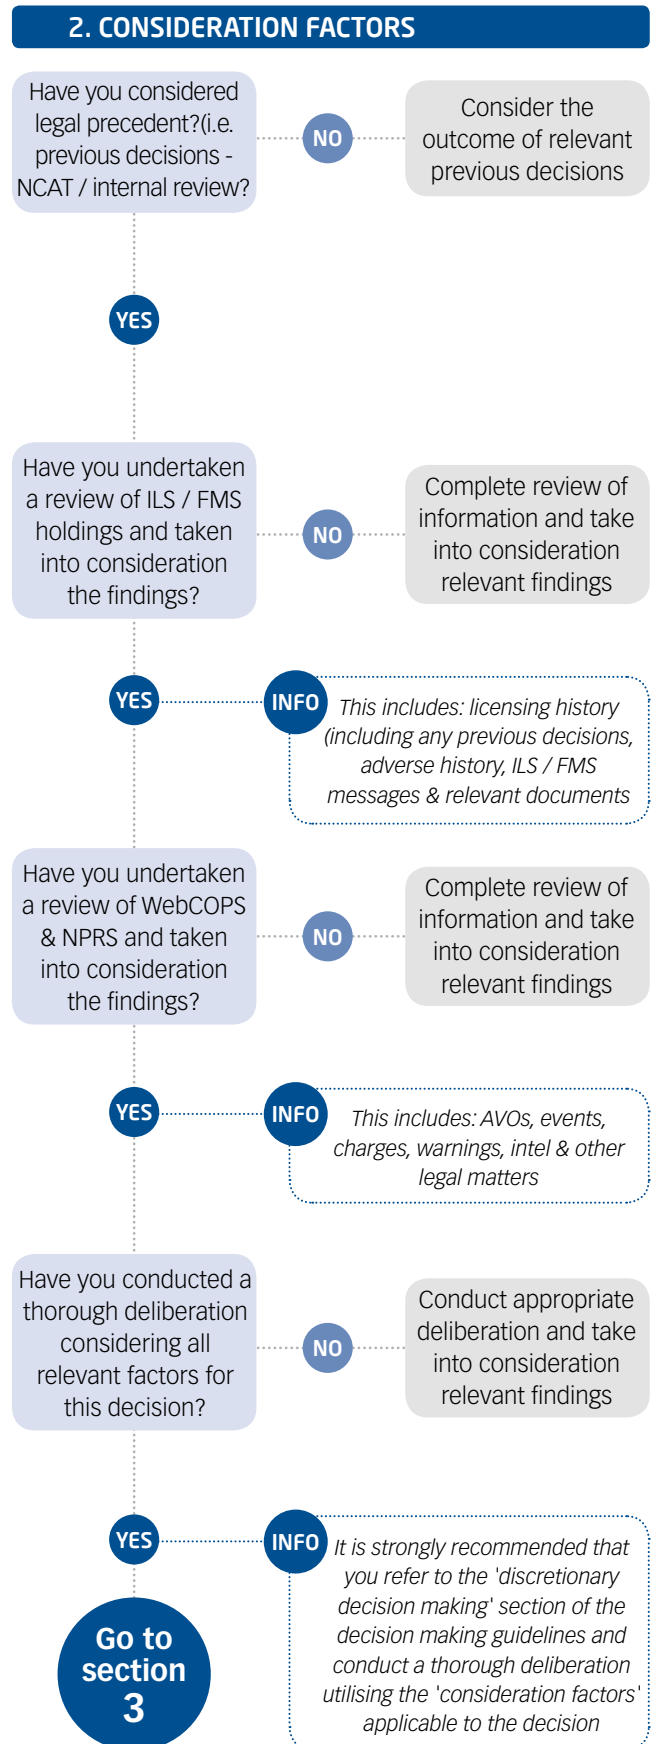 2. CONSIDERATION FACTORS
Have you considered
legal precedent?(i.e.
previous decisions -
NCAT / internal review?
NO
Consider the
outcome of relevant
previous decisions
YES
Have you undertaken
a review of ILS / FMS
holdings and taken
into consideration
the findings?
NO
Complete review of
information and take
into consideration
relevant findings
YES
INFO
This includes: licensing history
(including any previous decisions,
adverse history, ILS / FMS
messages & relevant documents
Have you undertaken
a review of WebCOPS
& NPRS and taken
into consideration
the findings?
NO
Complete review of
information and take
into consideration
relevant findings
YES
INFO
This includes: AVOs, events,
charges, warnings, intel & other
legal matters
Have you conducted a
thorough deliberation
considering all
relevant factors for
this decision?
NO
Conduct appropriate
deliberation and take
into consideration
relevant findings
YES
INFO
It is strongly recommended that
you refer to the 'discretionary
decision making' section of the
decision making guidelines and
conduct a thorough deliberation
utilising the 'consideration factors'
applicable to the decision
Go to
section
3